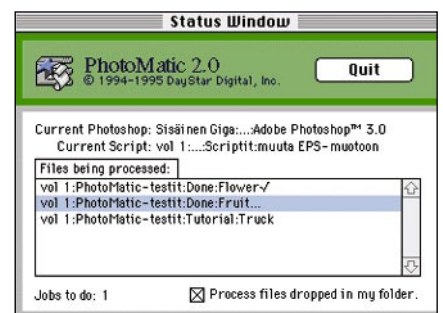 Status Window
PhotoMatic 2.0
© 1994-1995 DayStar Digital, Inc.
Quit
Current Photoshop: Sisäinen Giga:...:Adobe Photoshop™ 3.0
Current Script: vol 1:...:Scriptit:muuta EPS-muotoon
Files being processed:
vol 1:PhotoMatic-testit:Done:Flower√
vol 1:PhotoMatic-testit:Done:Fruit...
vol 1:PhotoMatic-testit:Tutorial:Truck
Jobs to do: 1
Process files dropped in my folder.